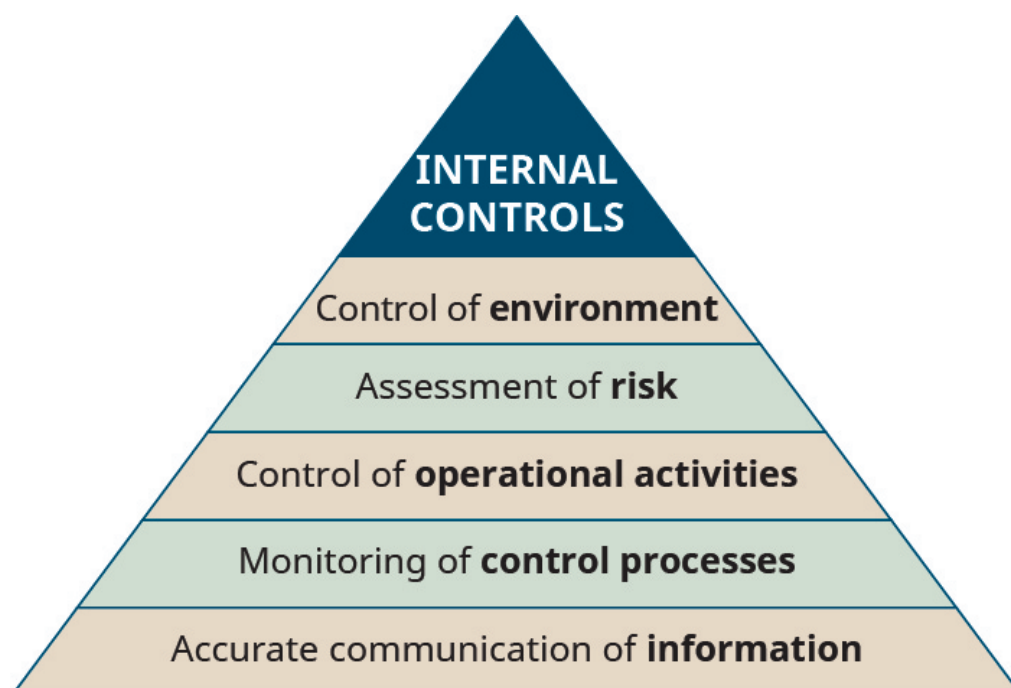 INTERNAL
CONTROLS
Control of environment
Assessment of risk
Control of operational activities
Monitoring of control processes
Accurate communication of information